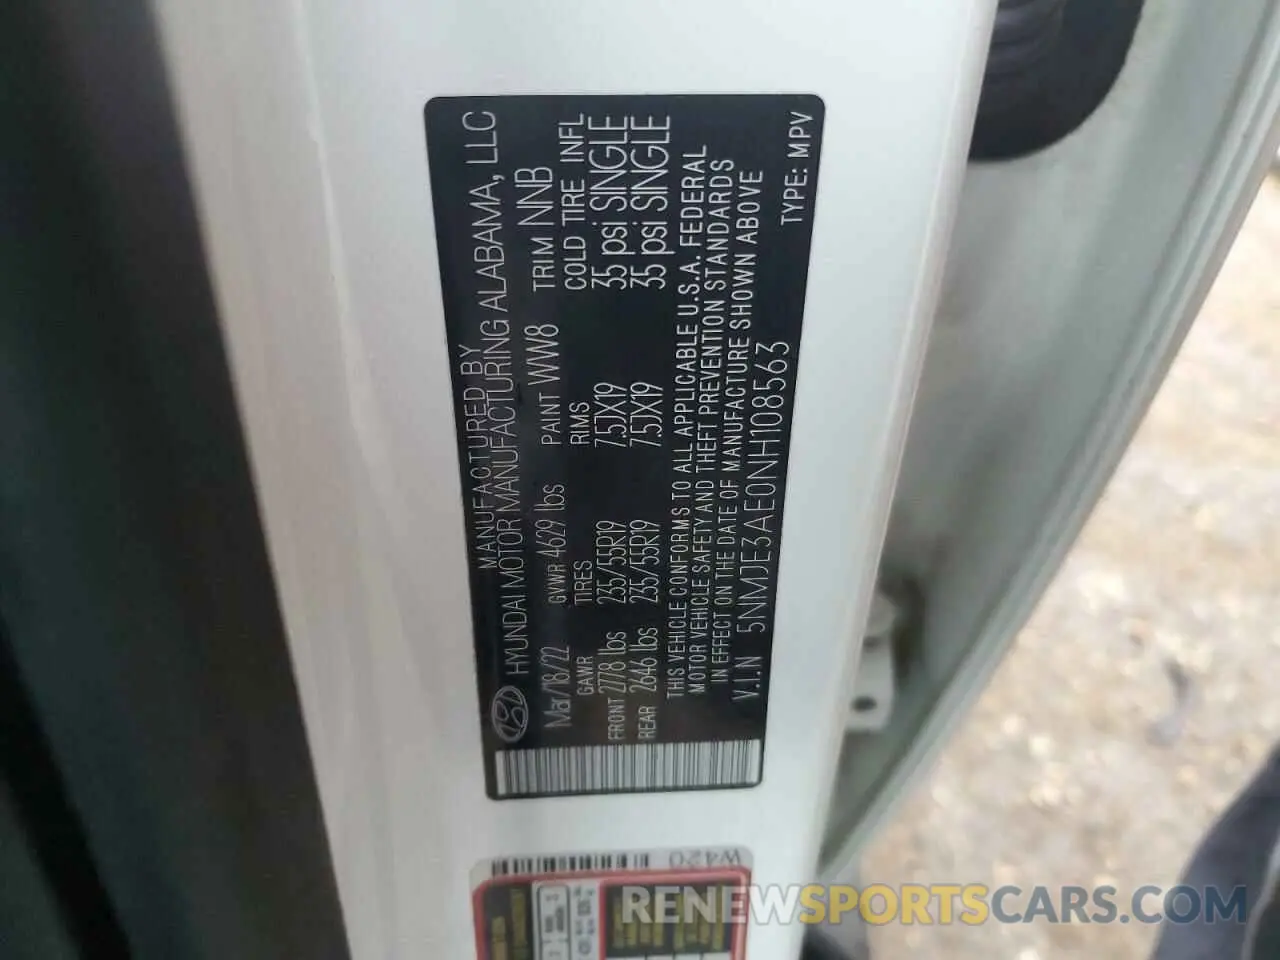 MANUFACTURED BY
HYUNDAI MOTOR MANUFACTURING ALABAMA, LLC
Mar/18/22 GVWR 4629 lbs PAINT WW8 TRIM NNB
GAWR TIRES RIMS COLD TIRE INFL
FRONT 2778 lbs 235/55R19 7.5JX19 35 psi SINGLE
REAR 2646 lbs 235/55R19 7.5JX19 35 psi SINGLE
THIS VEHICLE CONFORMS TO ALL APPLICABLE U.S.A. FEDERAL
MOTOR VEHICLE SAFETY AND THEFT PREVENTION STANDARDS
IN EFFECT ON THE DATE OF MANUFACTURE SHOWN ABOVE
V.I.N 5NMJE3AE0NH108563 TYPE: MPV
W420
RENEWSPORTSCARS.COM